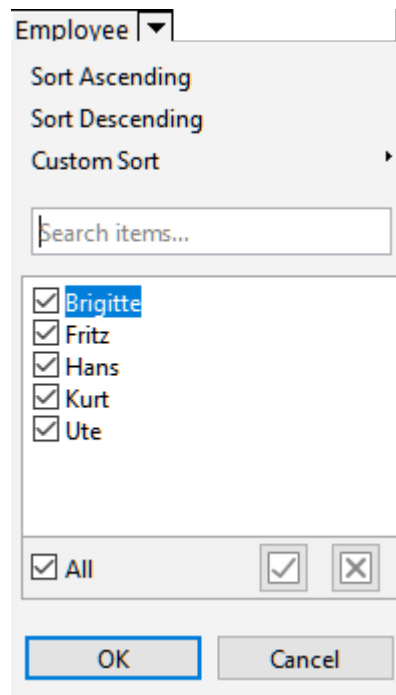 Employee
Sort Ascending
Sort Descending
Custom Sort
Search items...
Brigitte
Fritz
Hans
Kurt
Ute
All
OK Cancel